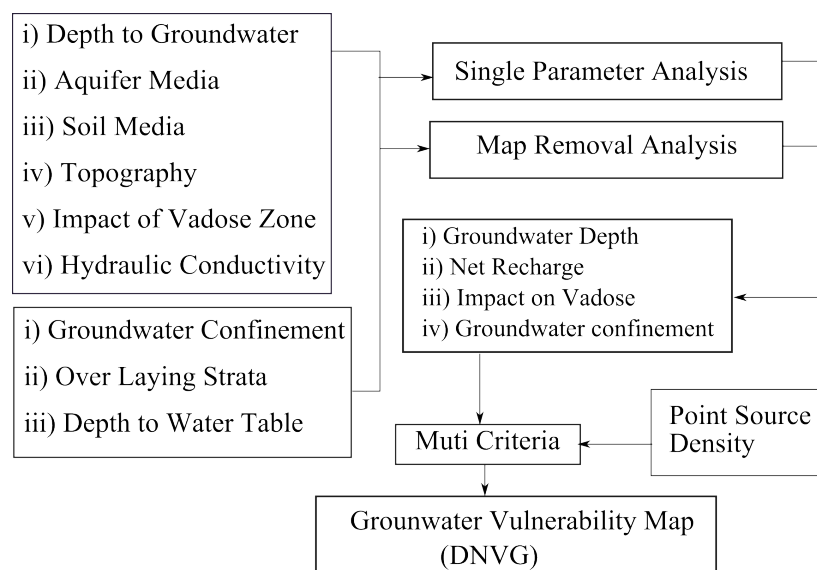 i) Depth to Groundwater
ii) Aquifer Media
iii) Soil Media
iv) Topography
v) Impact of Vadose Zone
vi) Hydraulic Conductivity
i) Groundwater Confinement
ii) Over Laying Strata
iii) Depth to Water Table
Single Parameter Analysis
Map Removal Analysis
i) Groundwater Depth
ii) Net Recharge
iii) Impact on Vadose
iv) Groundwater confinement
Muti Criteria
Point Source
Density
Grounwater Vulnerability Map
(DNVG)